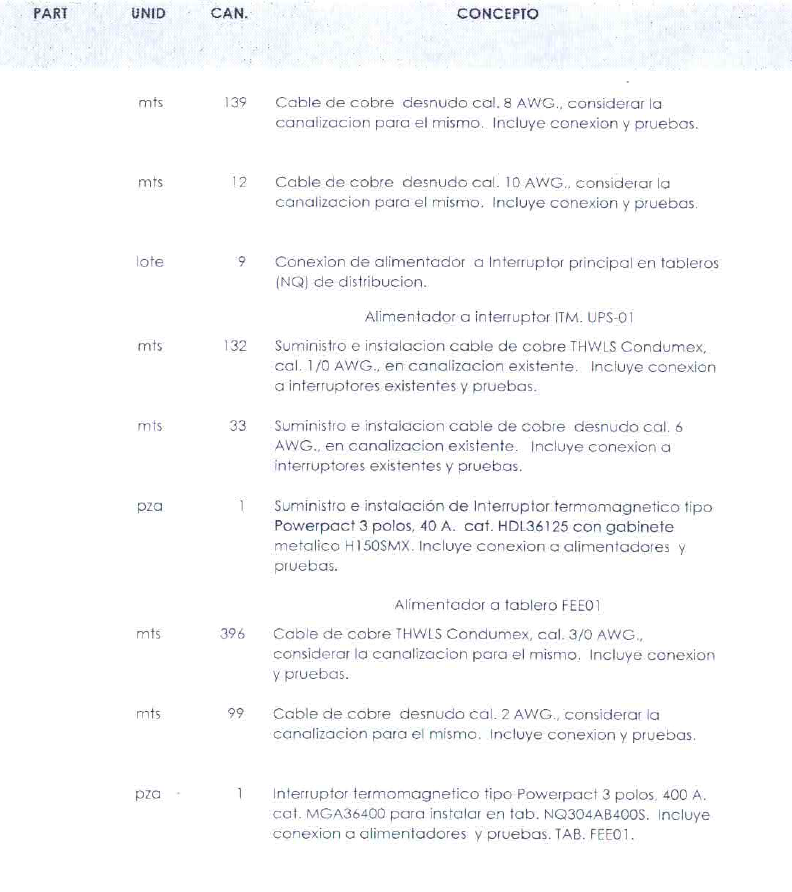 PART UNID CAN. CONCEPTO
mts 139 Cable de cobre desnudo cal. 8 AWG., considerar la
canalizacion para el mismo. Incluye conexion y pruebas.
mts 12 Cable de cobre desnudo cal. 10 AWG., considerar la
canalizacion para el mismo. Incluye conexion y pruebas.
lote 9 Conexion de alimentador a Interruptor principal en tableros
(NQ) de distribucion.
Alimentador a interruptor ITM. UPS-01
mts 132 Suministro e instalacion cable de cobre THWLS Condumex,
cal. 1/0 AWG., en canalizacion existente. Incluye conexion
a interruptores existentes y pruebas.
mts 33 Suministro e instalacion cable de cobre desnudo cal. 6
AWG., en canalizacion existente. Incluye conexion a
interruptores existentes y pruebas.
pza 1 Suministro e instalación de Interruptor termomagnetico tipo
Powerpact 3 polos, 40 A. cat. HDL36125 con gabinete
metalico H150SMX. Incluye conexion a alimentadores y
pruebas.
Alimentador a tablero FEE01
mts 396 Cable de cobre THWLS Condumex, cal. 3/0 AWG.,
considerar la canalizacion para el mismo. Incluye conexion
y pruebas.
mts 99 Cable de cobre desnudo cal. 2 AWG., considerar la
canalizacion para el mismo. Incluye conexion y pruebas.
pza 1 Interruptor termomagnetico tipo Powerpact 3 polos, 400 A.
cat. MGA36400 para instalar en tab. NQ304AB400S. Incluye
conexion a alimentadores y pruebas. TAB. FEE01.